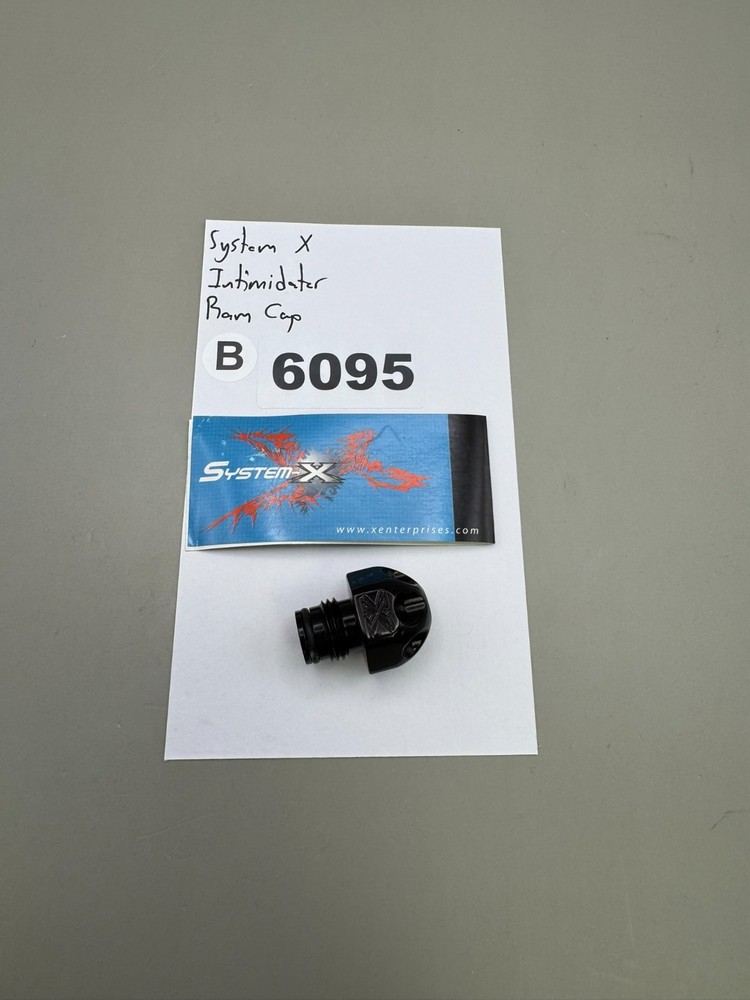 System X
Intimidator
Ram Cap
B 6095
SYSTEM-X
www.xenterprises.com
X